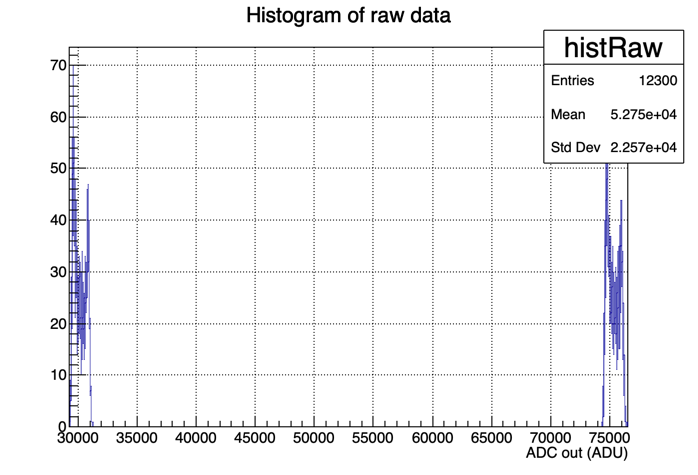 Histogram of raw data
histRaw
Entries 12300
Mean 5.275e+04
Std Dev 2.257e+04
70
60
50
40
30
20
10
0
30000 35000 40000 45000 50000 55000 60000 65000 70000 75000
ADC out (ADU)